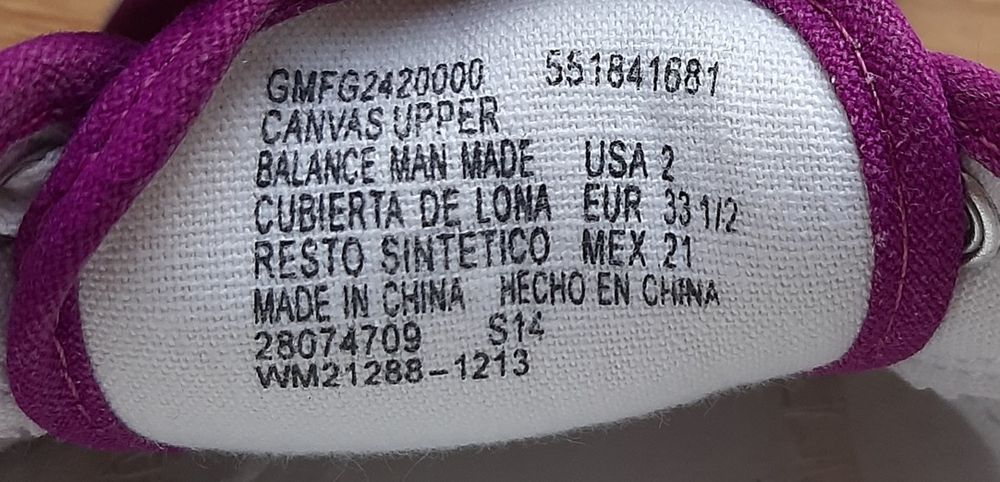 GMFG2420000 551841681
CANVAS UPPER
BALANCE MAN MADE USA 2
CUBIERTA DE LONA EUR 33 1/2
RESTO SINTETICO MEX 21
MADE IN CHINA HECHO EN CHINA
28074709 S14
WM21288-1213